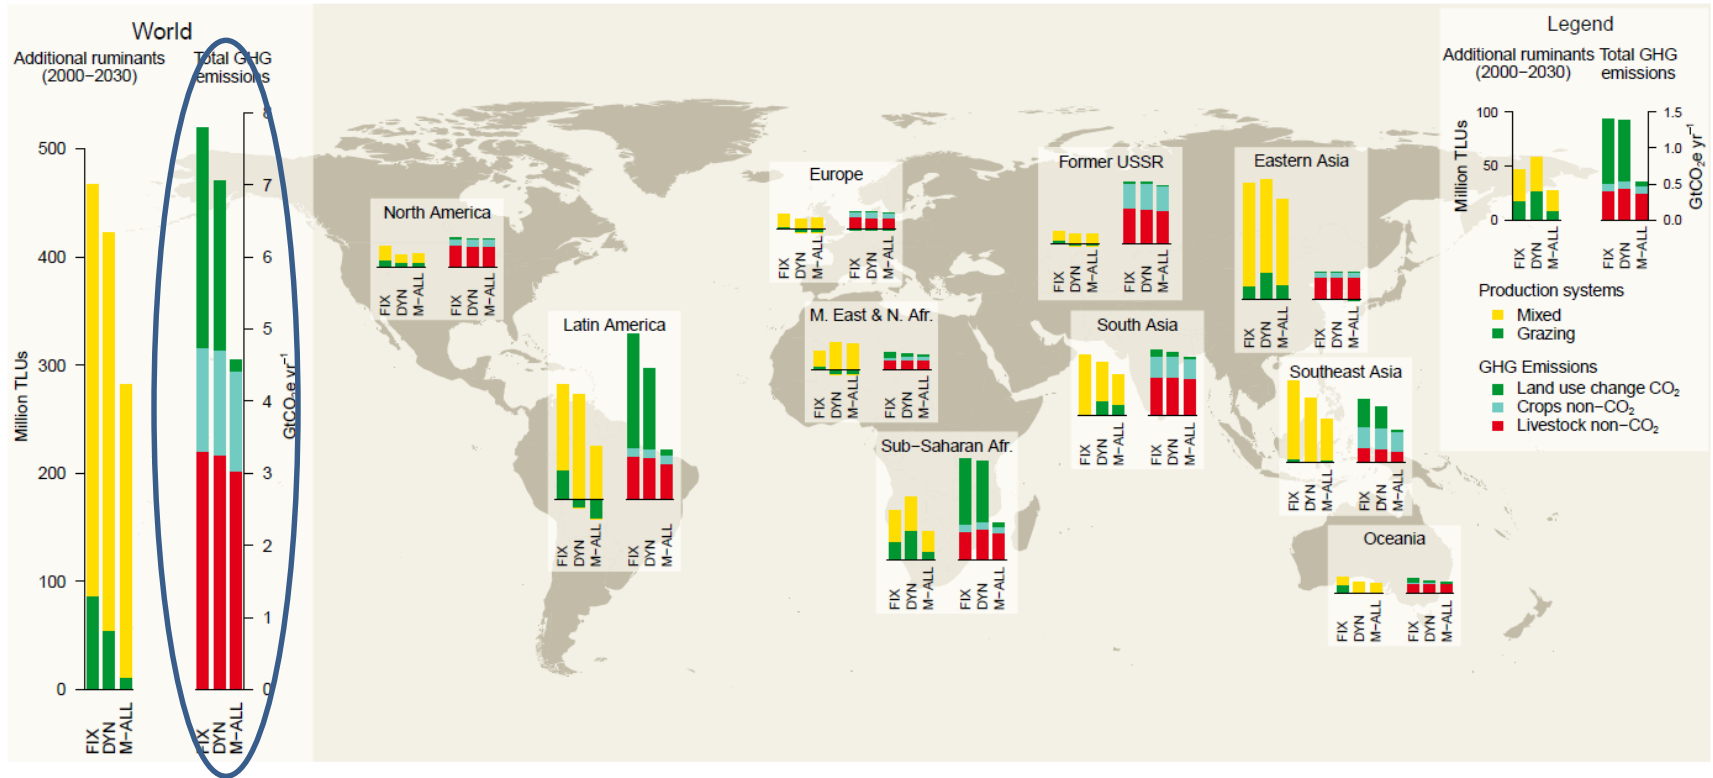 World
Additional ruminants
(2000−2030)
Total GHG
emissions
Million TLUs
500
400
300
200
100
0
FIX
DYN
M−ALL
8
7
6
5
4
3
2
1
0
GtCO₂e yr⁻¹
FIX
DYN
M−ALL
North America
FIX
DYN
M−ALL
FIX
DYN
M−ALL
Latin America
FIX
DYN
M−ALL
FIX
DYN
M−ALL
Europe
FIX
DYN
M−ALL
FIX
DYN
M−ALL
M. East & N. Afr.
FIX
DYN
M−ALL
FIX
DYN
M−ALL
Sub−Saharan Afr.
FIX
DYN
M−ALL
FIX
DYN
M−ALL
Former USSR
FIX
DYN
M−ALL
FIX
DYN
M−ALL
South Asia
FIX
DYN
M−ALL
FIX
DYN
M−ALL
Eastern Asia
FIX
DYN
M−ALL
FIX
DYN
M−ALL
Southeast Asia
FIX
DYN
M−ALL
FIX
DYN
M−ALL
Oceania
FIX
DYN
M−ALL
FIX
DYN
M−ALL
Legend
Additional ruminants
(2000−2030)
Total GHG
emissions
Million TLUs
100
50
0
FIX
DYN
M−ALL
1.5
1.0
0.5
0.0
GtCO₂e yr⁻¹
FIX
DYN
M−ALL
Production systems
Mixed
Grazing
GHG Emissions
Land use change CO₂
Crops non−CO₂
Livestock non−CO₂